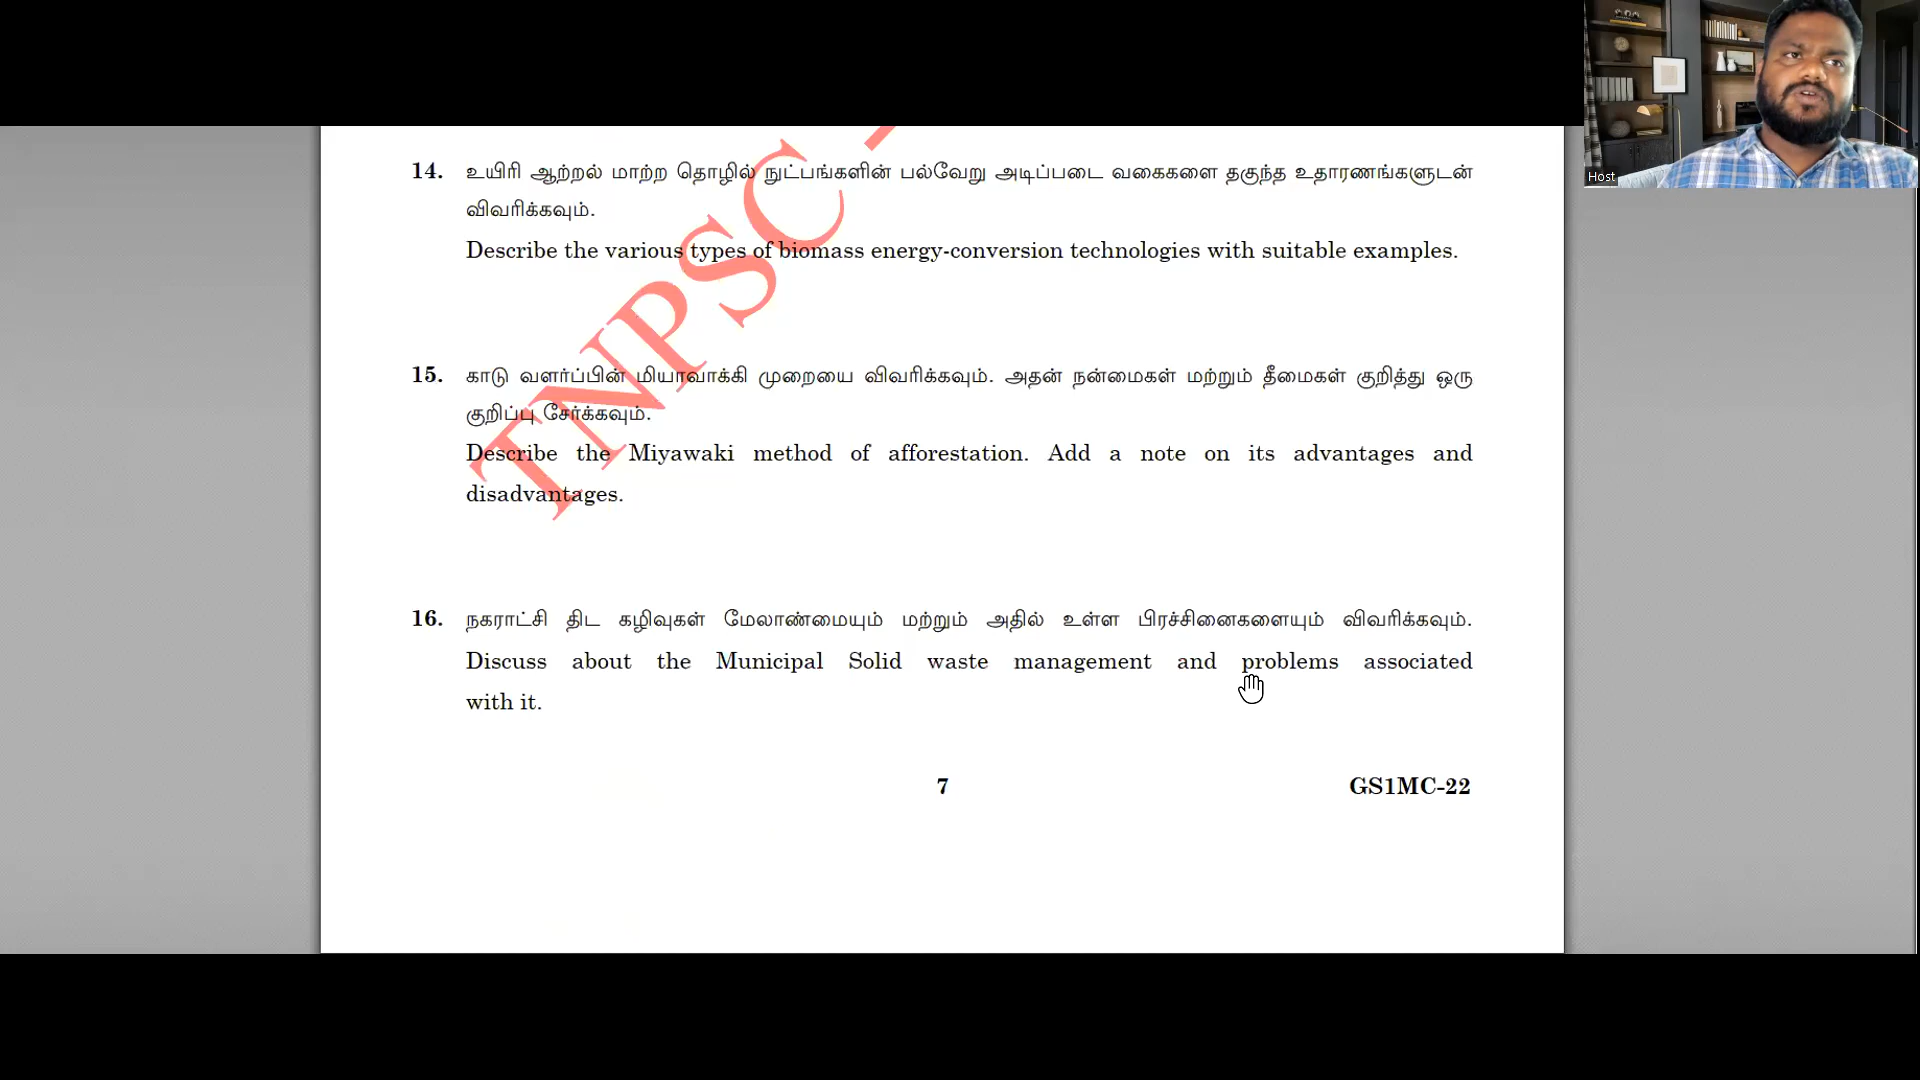 Host
14. உயிரி ஆற்றல் மாற்ற தொழில் நுட்பங்களின் பல்வேறு அடிப்படை வகைகளை தகுந்த உதாரணங்களுடன்
விவரிக்கவும்.
Describe the various types of biomass energy-conversion technologies with suitable examples.
15. காடு வளர்ப்பின் மியாவாக்கி முறையை விவரிக்கவும். அதன் நன்மைகள் மற்றும் தீமைகள் குறித்து ஒரு
குறிப்பு சேர்க்கவும்.
Describe the Miyawaki method of afforestation. Add a note on its advantages and
disadvantages.
16. நகராட்சி திட கழிவுகள் மேலாண்மையும் மற்றும் அதில் உள்ள பிரச்சினைகளையும் விவரிக்கவும்.
Discuss about the Municipal Solid waste management and problems associated
with it.
7 GS1MC-22
TNPSC -